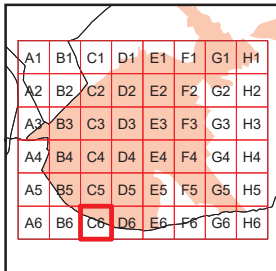 A1 B1 C1 D1 E1 F1 G1 H1
A2 B2 C2 D2 E2 F2 G2 H2
A3 B3 C3 D3 E3 F3 G3 H3
A4 B4 C4 D4 E4 F4 G4 H4
A5 B5 C5 D5 E5 F5 G5 H5
A6 B6 C6 D6 E6 F6 G6 H6